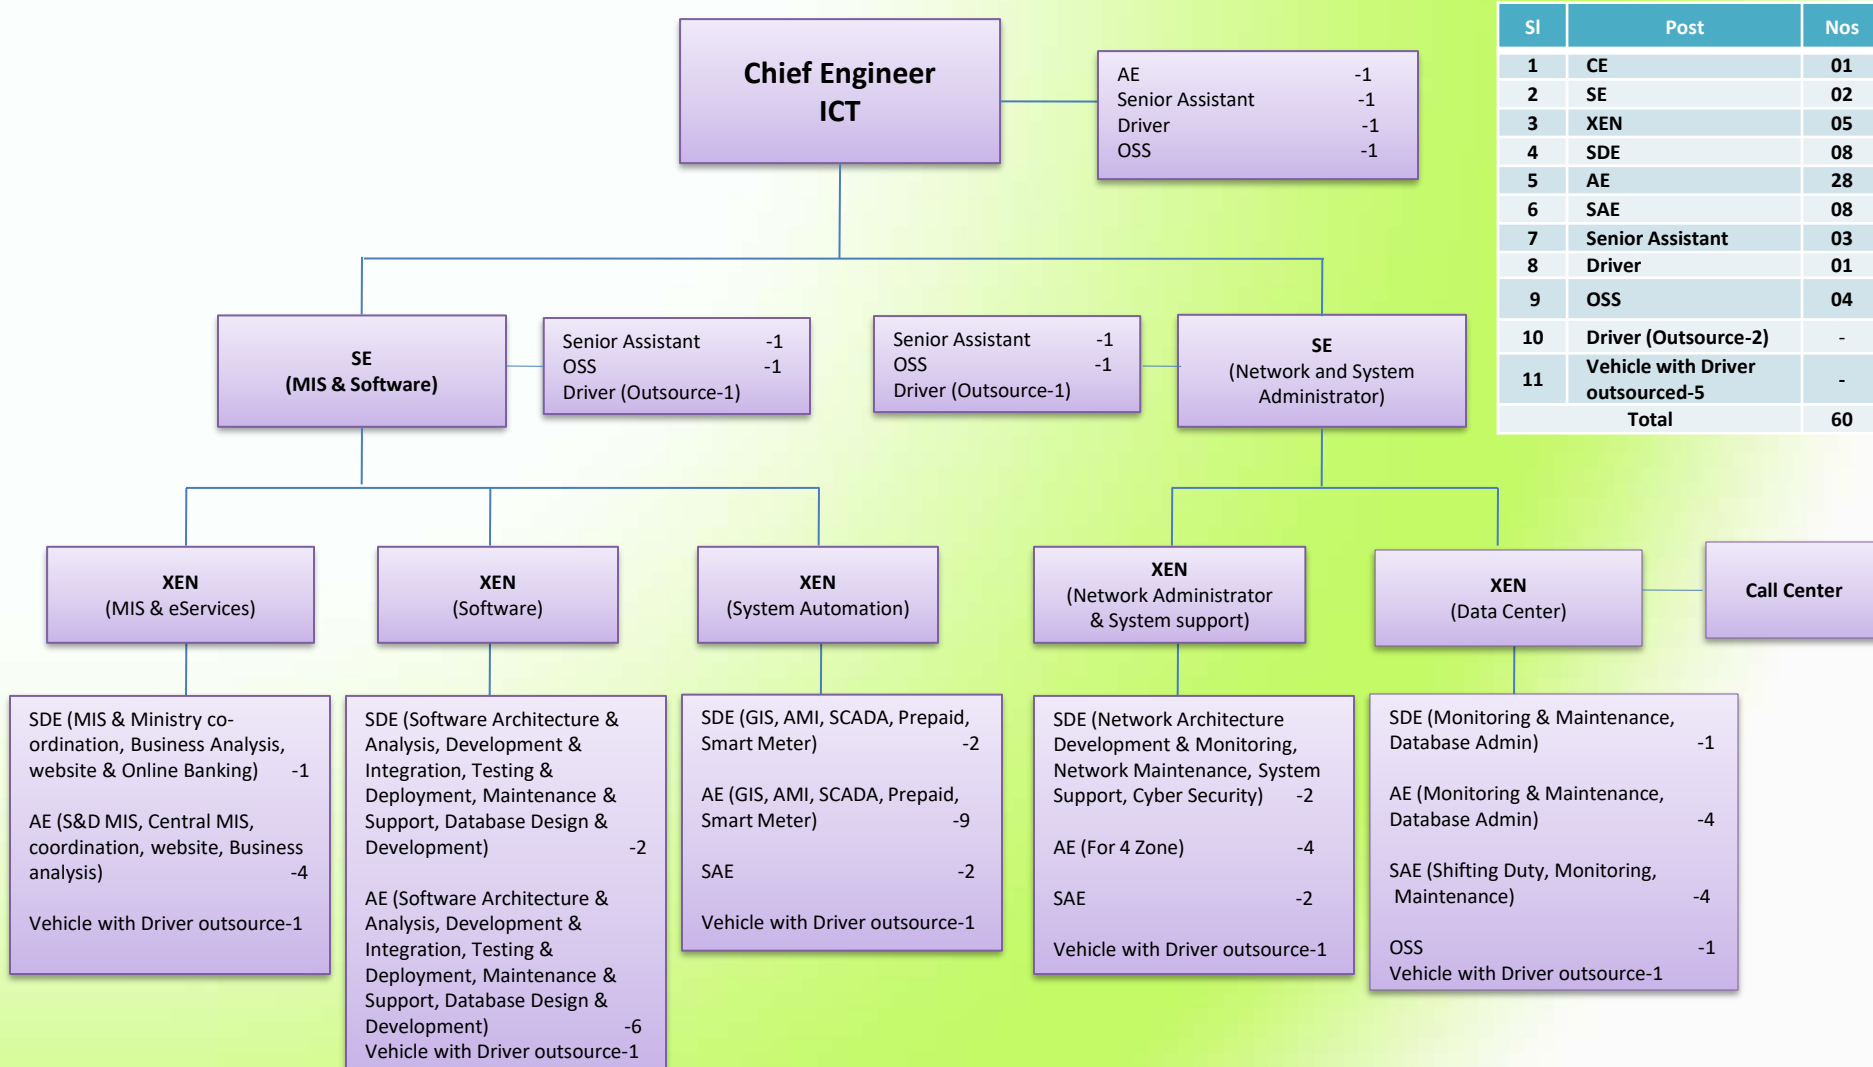 Chief Engineer
ICT
AE -1
Senior Assistant -1
Driver -1
OSS -1
Sl Post Nos
1 CE 01
2 SE 02
3 XEN 05
4 SDE 08
5 AE 28
6 SAE 08
7 Senior Assistant 03
8 Driver 01
9 OSS 04
10 Driver (Outsource-2) -
11 Vehicle with Driver
outsourced-5 -
Total 60
SE
(MIS & Software)
Senior Assistant -1
OSS -1
Driver (Outsource-1)
Senior Assistant -1
OSS -1
Driver (Outsource-1)
SE
(Network and System
Administrator)
XEN
(MIS & eServices)
XEN
(Software)
XEN
(System Automation)
XEN
(Network Administrator
& System support)
XEN
(Data Center)
Call Center
SDE (MIS & Ministry co-
ordination, Business Analysis,
website & Online Banking) -1
AE (S&D MIS, Central MIS,
coordination, website, Business
analysis) -4
Vehicle with Driver outsource-1
SDE (Software Architecture &
Analysis, Development &
Integration, Testing &
Deployment, Maintenance &
Support, Database Design &
Development) -2
AE (Software Architecture &
Analysis, Development &
Integration, Testing &
Deployment, Maintenance &
Support, Database Design &
Development) -6
Vehicle with Driver outsource-1
SDE (GIS, AMI, SCADA, Prepaid,
Smart Meter) -2
AE (GIS, AMI, SCADA, Prepaid,
Smart Meter) -9
SAE -2
Vehicle with Driver outsource-1
SDE (Network Architecture
Development & Monitoring,
Network Maintenance, System
Support, Cyber Security) -2
AE (For 4 Zone) -4
SAE -2
Vehicle with Driver outsource-1
SDE (Monitoring & Maintenance,
Database Admin) -1
AE (Monitoring & Maintenance,
Database Admin) -4
SAE (Shifting Duty, Monitoring,
Maintenance) -4
OSS -1
Vehicle with Driver outsource-1